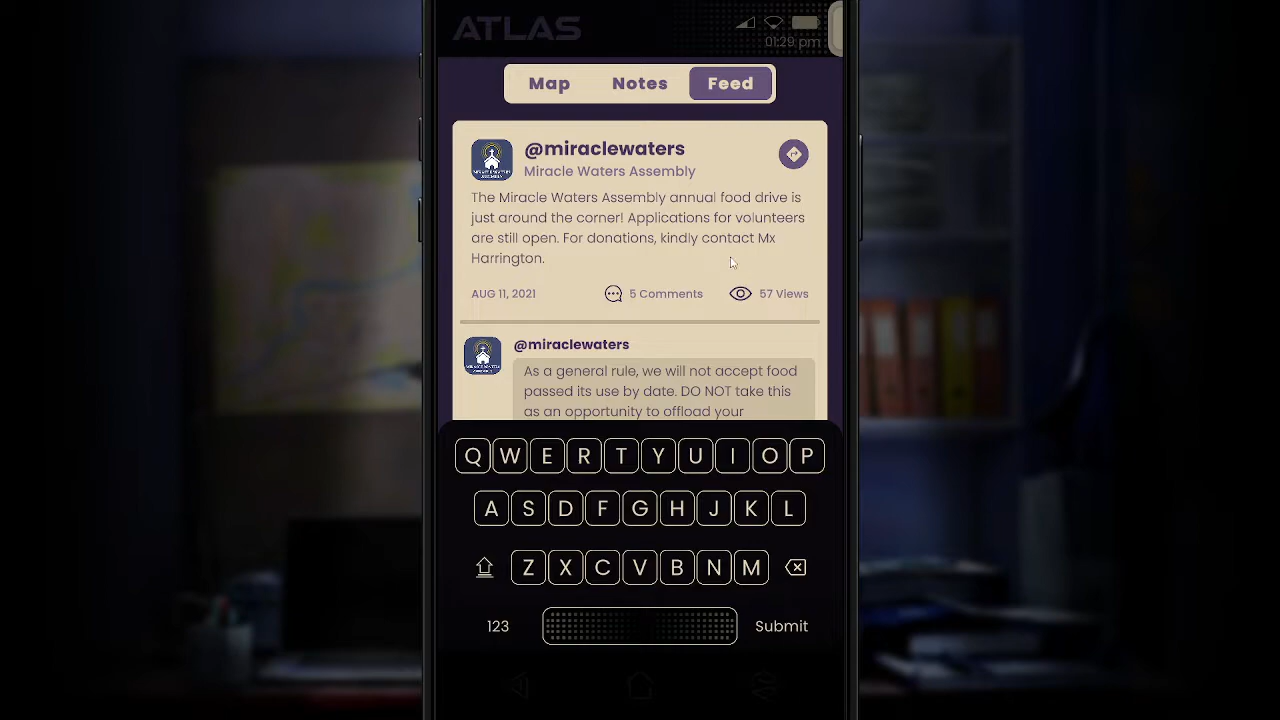 ATLAS
01:29 pm
Map Notes Feed
@miraclewaters
Miracle Waters Assembly
The Miracle Waters Assembly annual food drive is
just around the corner! Applications for volunteers
are still open. For donations, kindly contact Mx
Harrington.
AUG 11, 2021 5 Comments 57 Views
@miraclewaters
As a general rule, we will not accept food
passed its use by date. DO NOT take this
as an opportunity to offload your
Q W E R T Y U I O P
A S D F G H J K L
Z X C V B N M
123 Submit